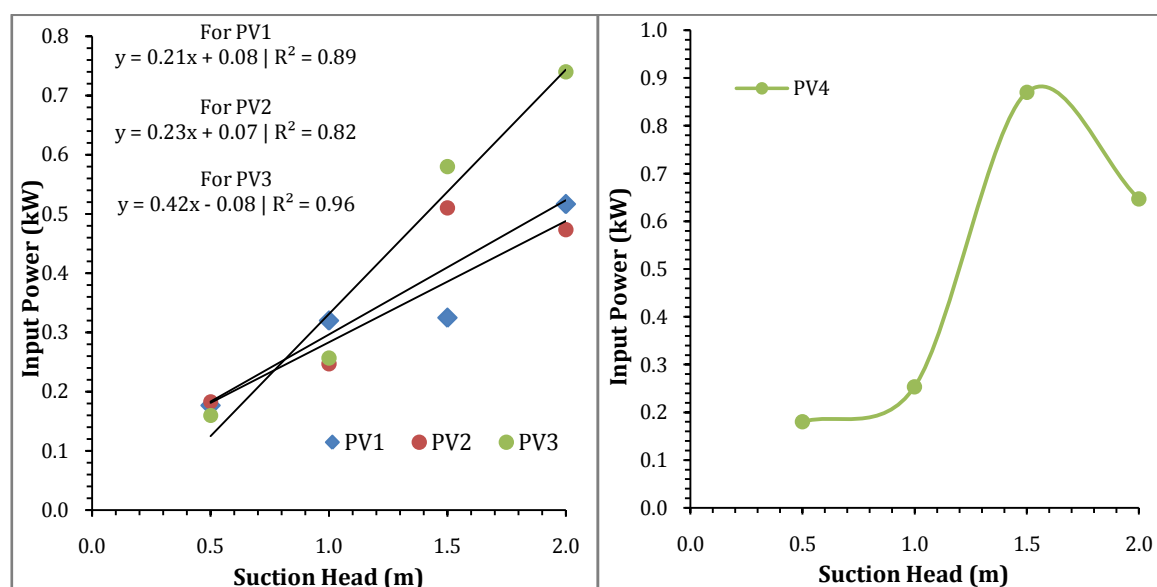 For PV1
y = 0.21x + 0.08 | R² = 0.89
For PV2
y = 0.23x + 0.07 | R² = 0.82
For PV3
y = 0.42x - 0.08 | R² = 0.96
0.8
0.7
0.6
0.5
0.4
0.3
0.2
0.1
0.0
Input Power (kW)
PV1 PV2 PV3
0.0 0.5 1.0 1.5 2.0
Suction Head (m)
1.0
0.9
0.8
0.7
0.6
0.5
0.4
0.3
0.2
0.1
0.0
Input Power (kW)
PV4
0.0 0.5 1.0 1.5 2.0
Suction Head (m)